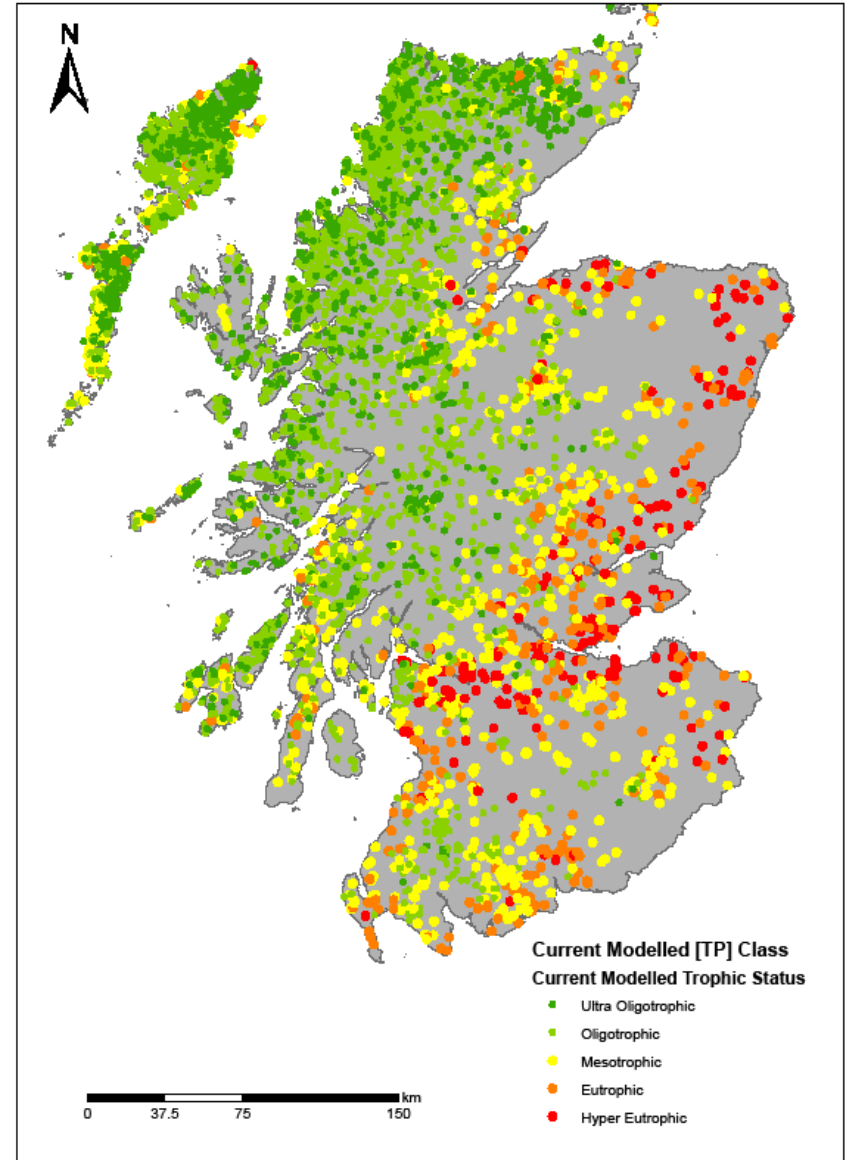 N
Current Modelled [TP] Class
Current Modelled Trophic Status
Ultra Oligotrophic
Oligotrophic
Mesotrophic
Eutrophic
Hyper Eutrophic
km
0 37.5 75 150